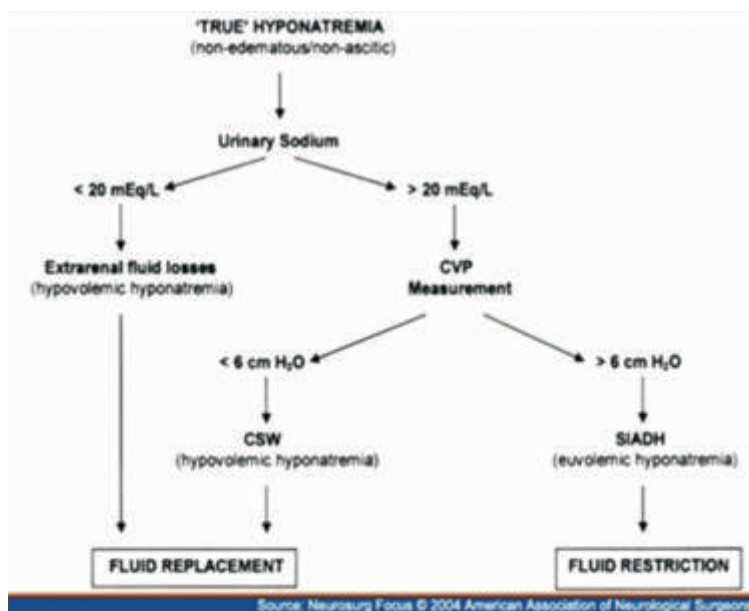 'TRUE' HYPONATREMIA
(non-edematous/non-ascitic)
Urinary Sodium
< 20 mEq/L
> 20 mEq/L
Extrarenal fluid losses
(hypovolemic hyponatremia)
CVP
Measurement
< 6 cm H₂O
> 6 cm H₂O
CSW
(hypovolemic hyponatremia)
SIADH
(euvolemic hyponatremia)
FLUID REPLACEMENT
FLUID RESTRICTION
Source: Neurosurg Focus © 2004 American Association of Neurological Surgeons